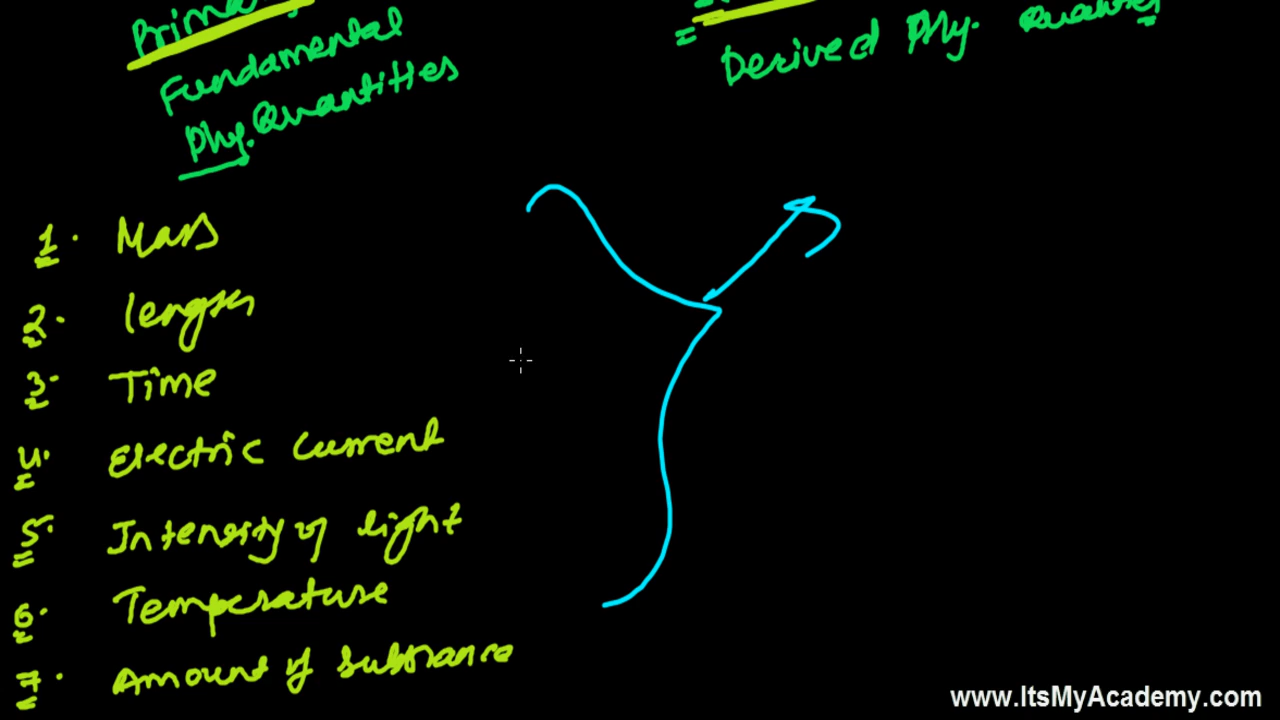 Fundamental
Phy. Quantities
Derived Phy. Quantities
1. Mass
2. length
3. Time
4. Electric Current
5. Intensity of light
6. Temperature
7. Amount of Substance
www.ItsMyAcademy.com